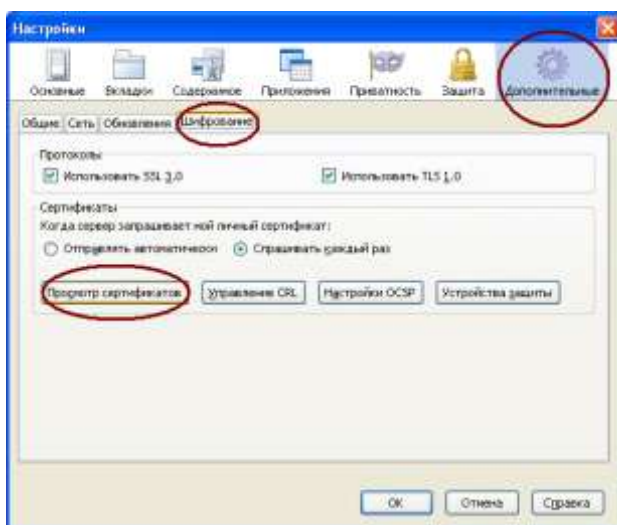 Настройки
Основные Вкладки Содержимое Приложения Приватность Защита Дополнительные
Общие Сеть Обновления Шифрование
Протоколы
Использовать SSL 3.0 Использовать TLS 1.0
Сертификаты
Когда сервер запрашивает мой личный сертификат:
Отправлять автоматически Спрашивать каждый раз
Просмотр сертификатов Управление CRL Настройки OCSP Устройства защиты
OK Отмена Справка